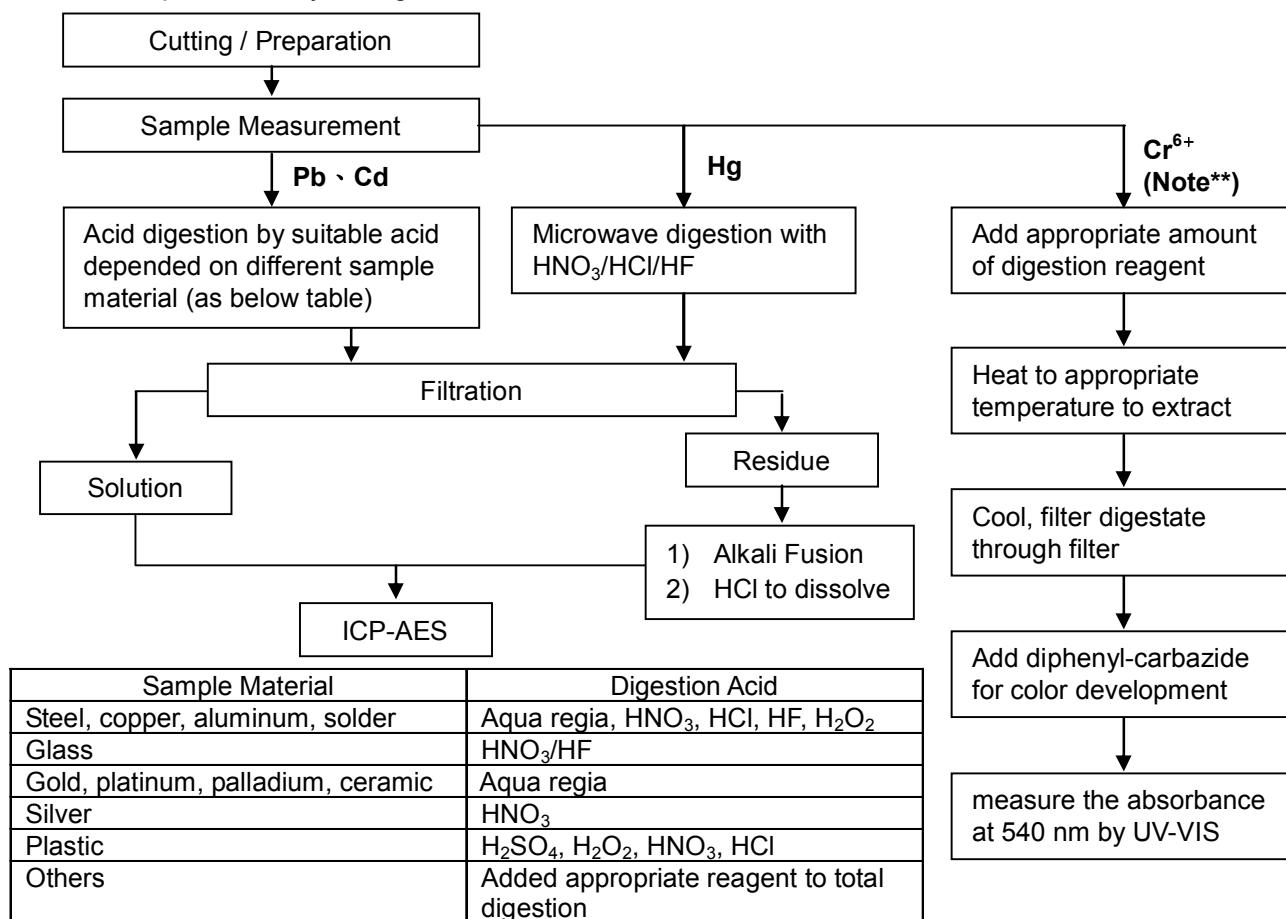 Cutting / Preparation
Sample Measurement
Pb、Cd
Hg
Cr⁶⁺
(Note**)
Acid digestion by suitable acid
depended on different sample
material (as below table)
Microwave digestion with
HNO₃/HCl/HF
Add appropriate amount
of digestion reagent
Filtration
Heat to appropriate
temperature to extract
Solution
Residue
1) Alkali Fusion
2) HCl to dissolve
Cool, filter digestate
through filter
ICP-AES
Add diphenyl-carbazide
for color development
measure the absorbance
at 540 nm by UV-VIS
Sample Material Digestion Acid
Steel, copper, aluminum, solder Aqua regia, HNO₃, HCl, HF, H₂O₂
Glass HNO₃/HF
Gold, platinum, palladium, ceramic Aqua regia
Silver HNO₃
Plastic H₂SO₄, H₂O₂, HNO₃, HCl
Others Added appropriate reagent to total
digestion